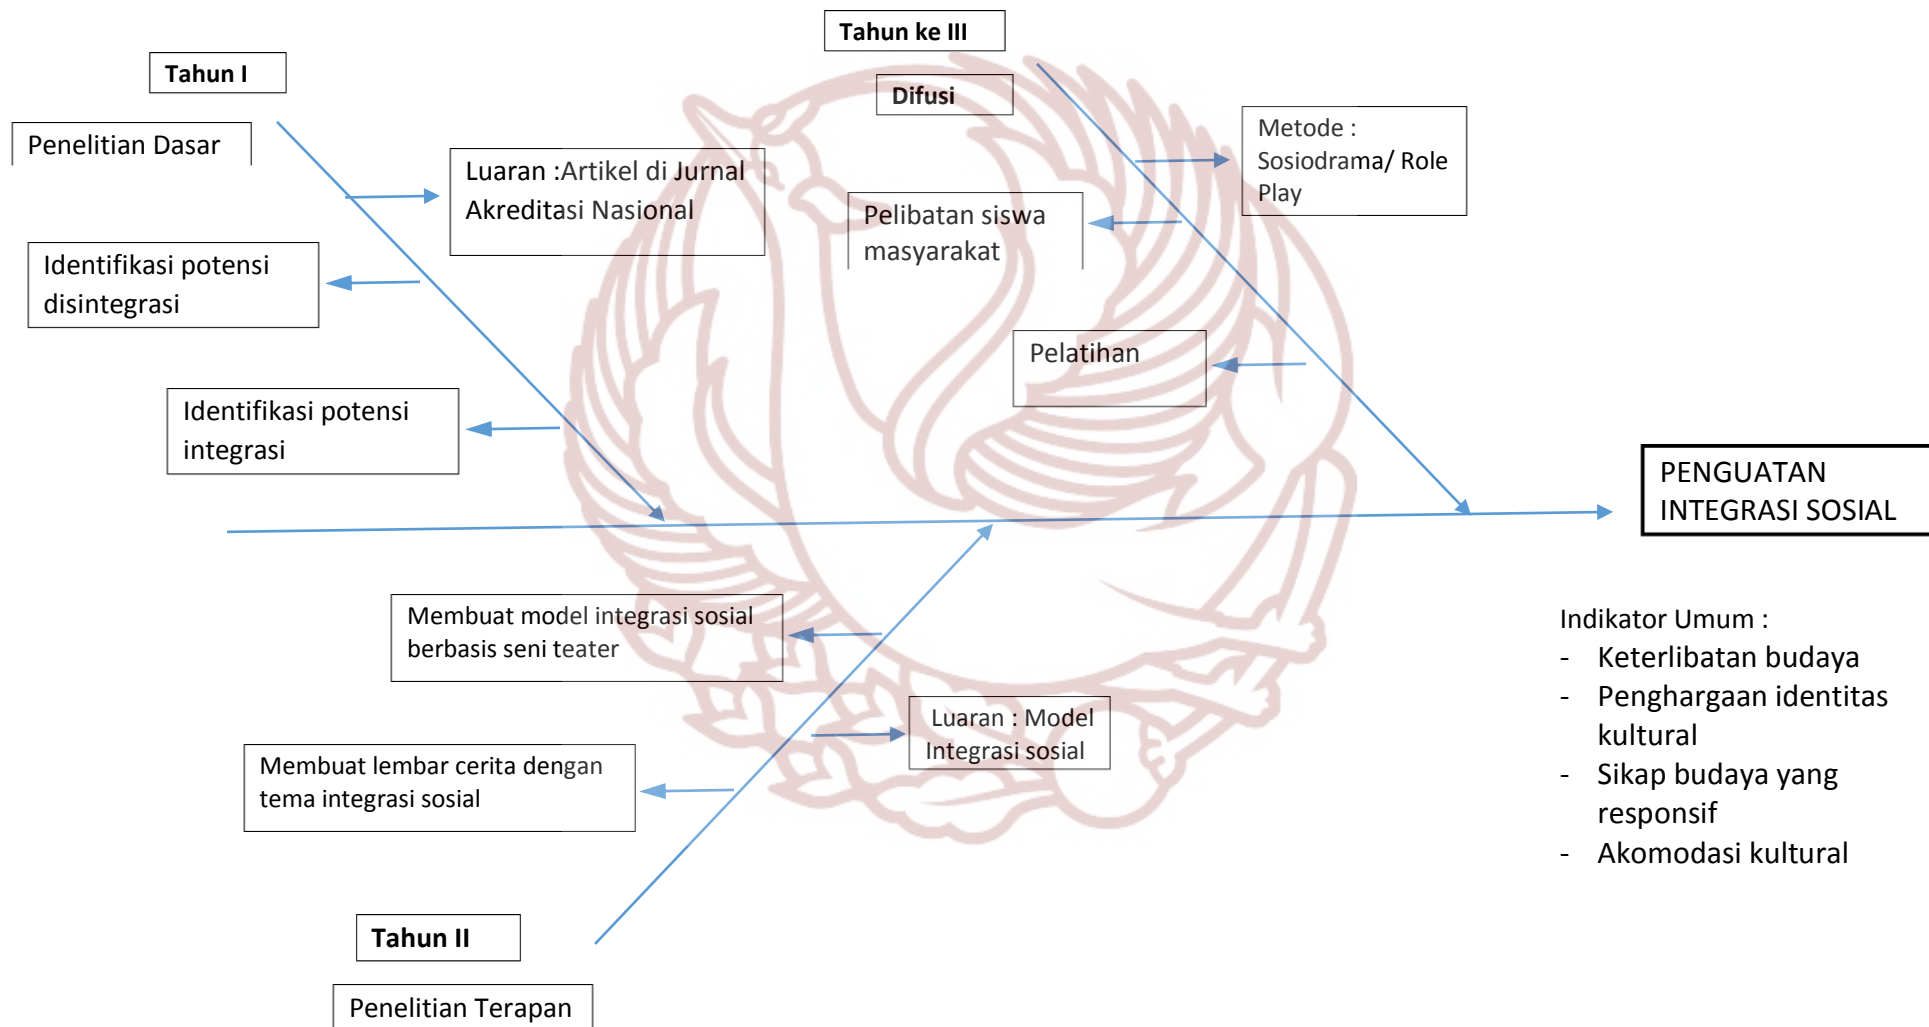 Tahun I
Penelitian Dasar
Luaran :Artikel di Jurnal
Akreditasi Nasional
Identifikasi potensi
disintegrasi
Identifikasi potensi
integrasi
Tahun ke III
Difusi
Metode :
Sosiodrama/ Role
Play
Pelibatan siswa
masyarakat
Pelatihan
PENGUATAN
INTEGRASI SOSIAL
Membuat model integrasi sosial
berbasis seni teater
Luaran : Model
Integrasi sosial
Membuat lembar cerita dengan
tema integrasi sosial
Tahun II
Penelitian Terapan
Indikator Umum :
- Keterlibatan budaya
- Penghargaan identitas
kultural
- Sikap budaya yang
responsif
- Akomodasi kultural